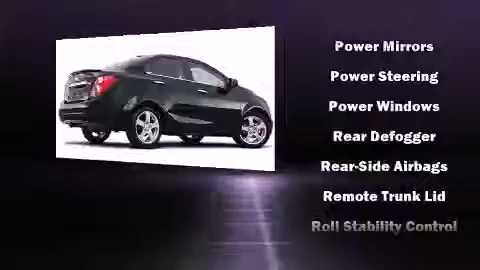 Power Mirrors
Power Steering
Power Windows
Rear Defogger
Rear-Side Airbags
Remote Trunk Lid
Roll Stability Control